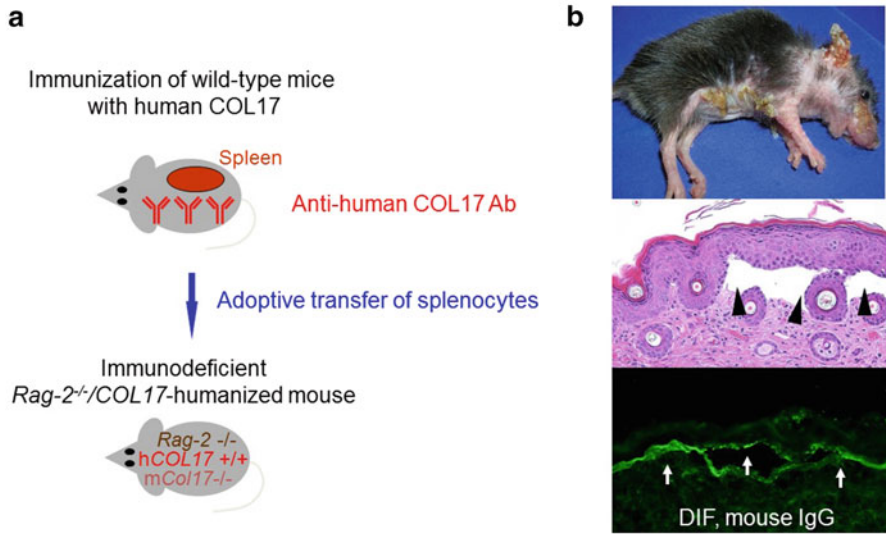 a
Immunization of wild-type mice
with human COL17
Spleen
Anti-human COL17 Ab
Adoptive transfer of splenocytes
Immunodeficient
Rag-2-/-/COL17-humanized mouse
Rag-2 -/-
hCOL17 +/+
mCol17-/-
b
DIF, mouse IgG